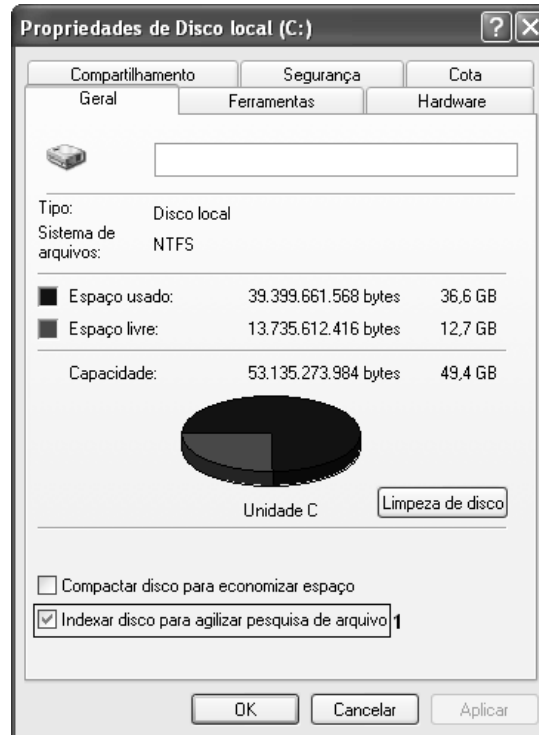 Propriedades de Disco local (C:)
Compartilhamento Segurança Cota
Geral Ferramentas Hardware
Tipo: Disco local
Sistema de arquivos: NTFS
Espaço usado: 39.399.661.568 bytes 36,6 GB
Espaço livre: 13.735.612.416 bytes 12,7 GB
Capacidade: 53.135.273.984 bytes 49,4 GB
Unidade C Limpeza de disco
Compactar disco para economizar espaço
Indexar disco para agilizar pesquisa de arquivo 1
OK Cancelar Aplicar